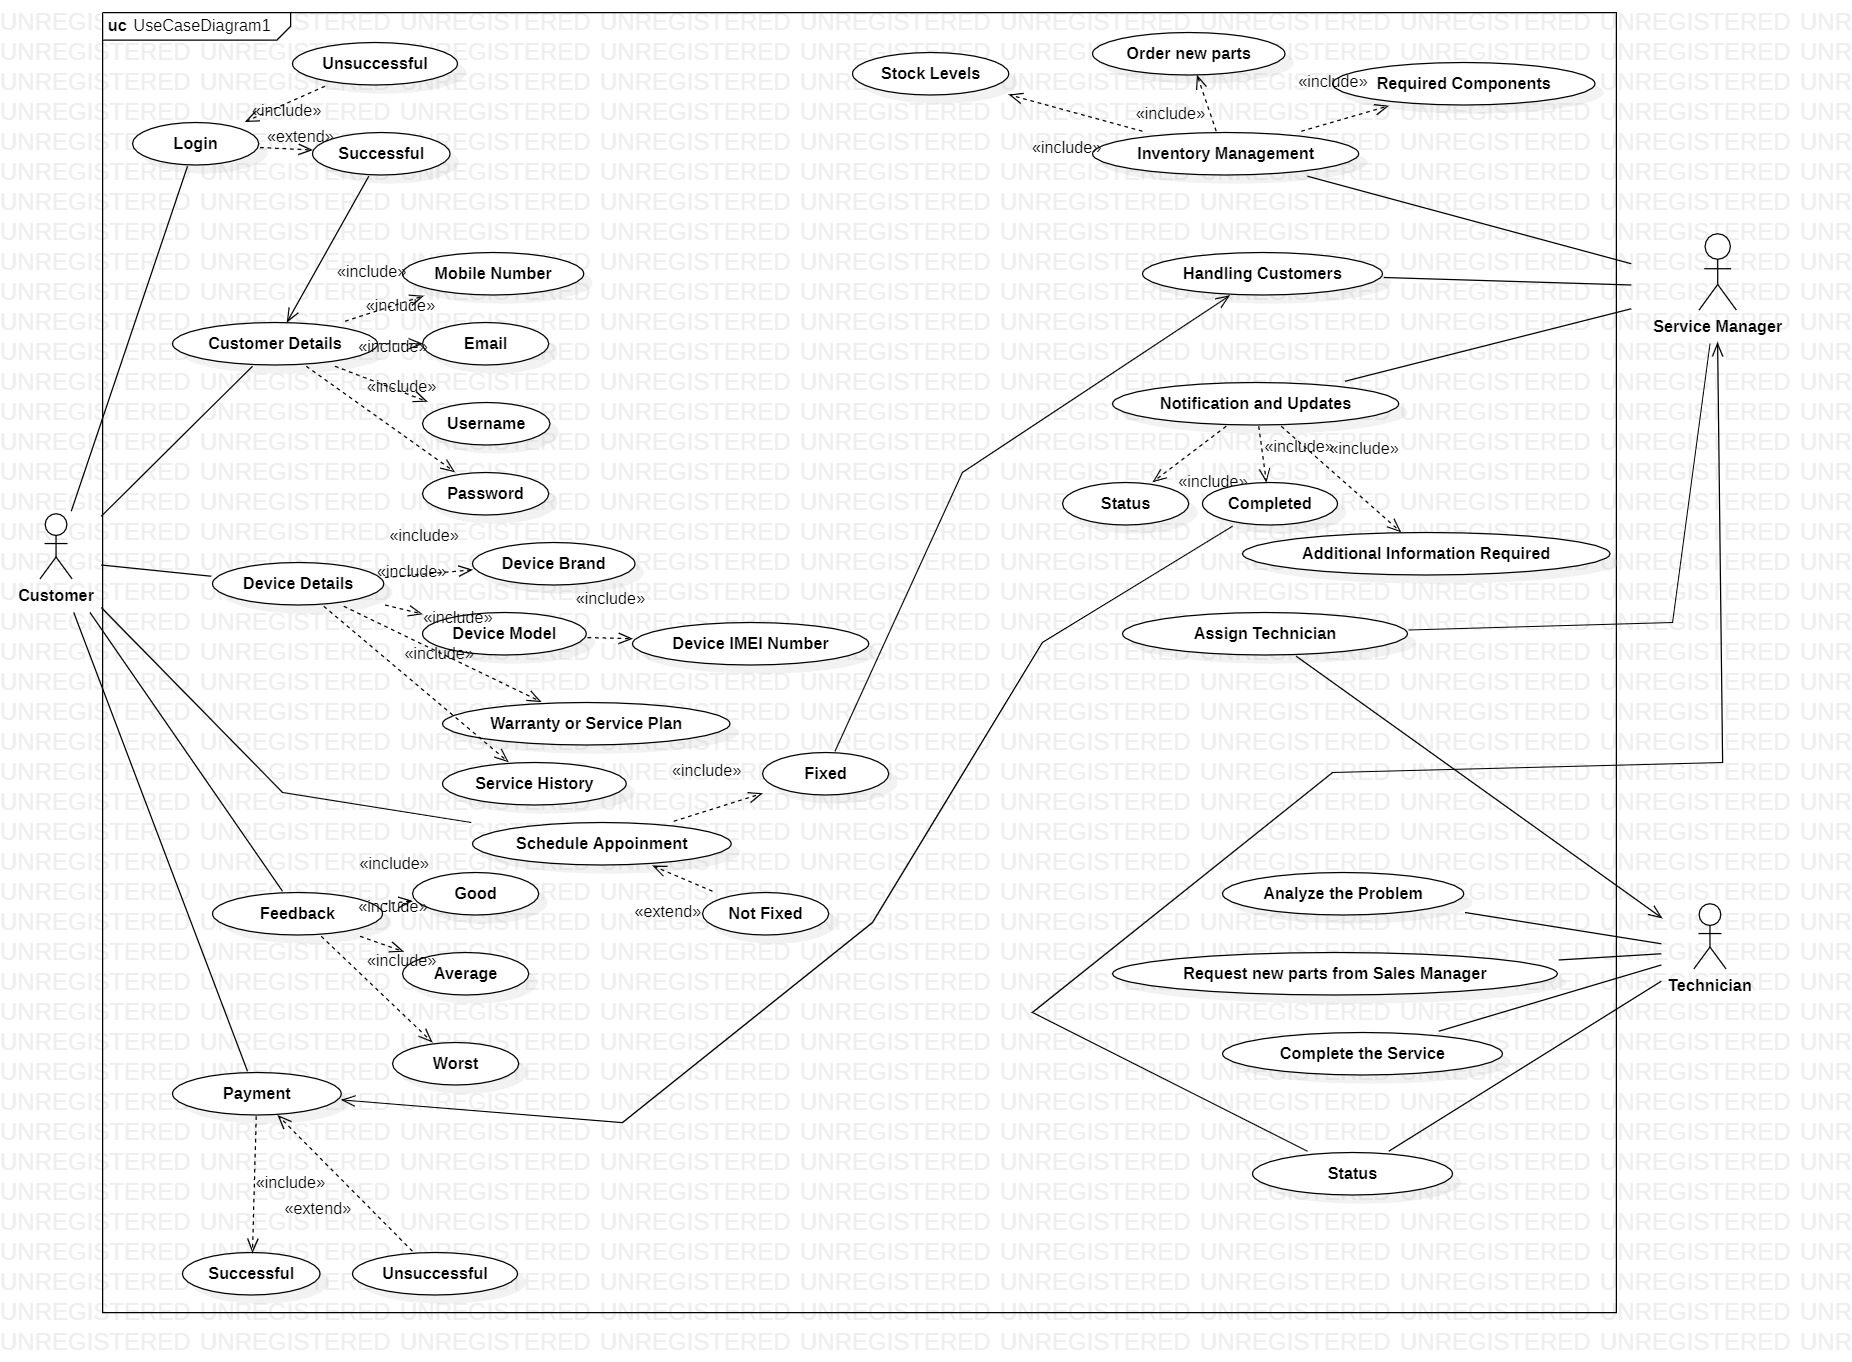 uc UseCaseDiagram1
Unsuccessful
Order new parts
Stock Levels
«include»
Required Components
«include»
«include»
Login
«extend»
Successful
«include»
Inventory Management
«include»
Mobile Number
Handling Customers
«include»
Service Manager
Customer Details
«include»
Email
«include»
Notification and Updates
Username
«include»
«include»
Password
«include»
Status
Completed
«include»
Additional Information Required
Device Brand
«include»
Device Details
Customer
«include»
«include»
Device Model
Device IMEI Number
Assign Technician
«include»
Warranty or Service Plan
«include»
Fixed
Service History
Schedule Appoinment
«include»
Good
Analyze the Problem
«include»
«extend»
Not Fixed
Feedback
«include»
Average
Request new parts from Sales Manager
Technician
Worst
Complete the Service
Payment
«include»
Status
«extend»
Successful
Unsuccessful
UNREGISTERED